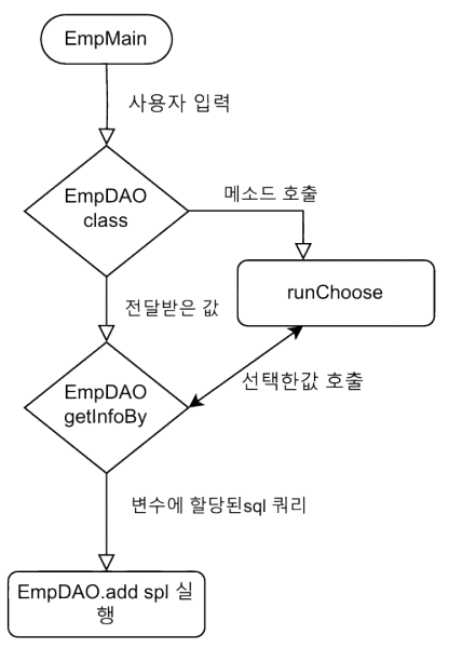 EmpMain
사용자 입력
EmpDAO
class
메소드 호출
runChoose
전달받은 값
EmpDAO
getInfoBy
선택한값 호출
변수에 할당된sql 쿼리
EmpDAO.add spl 실
행